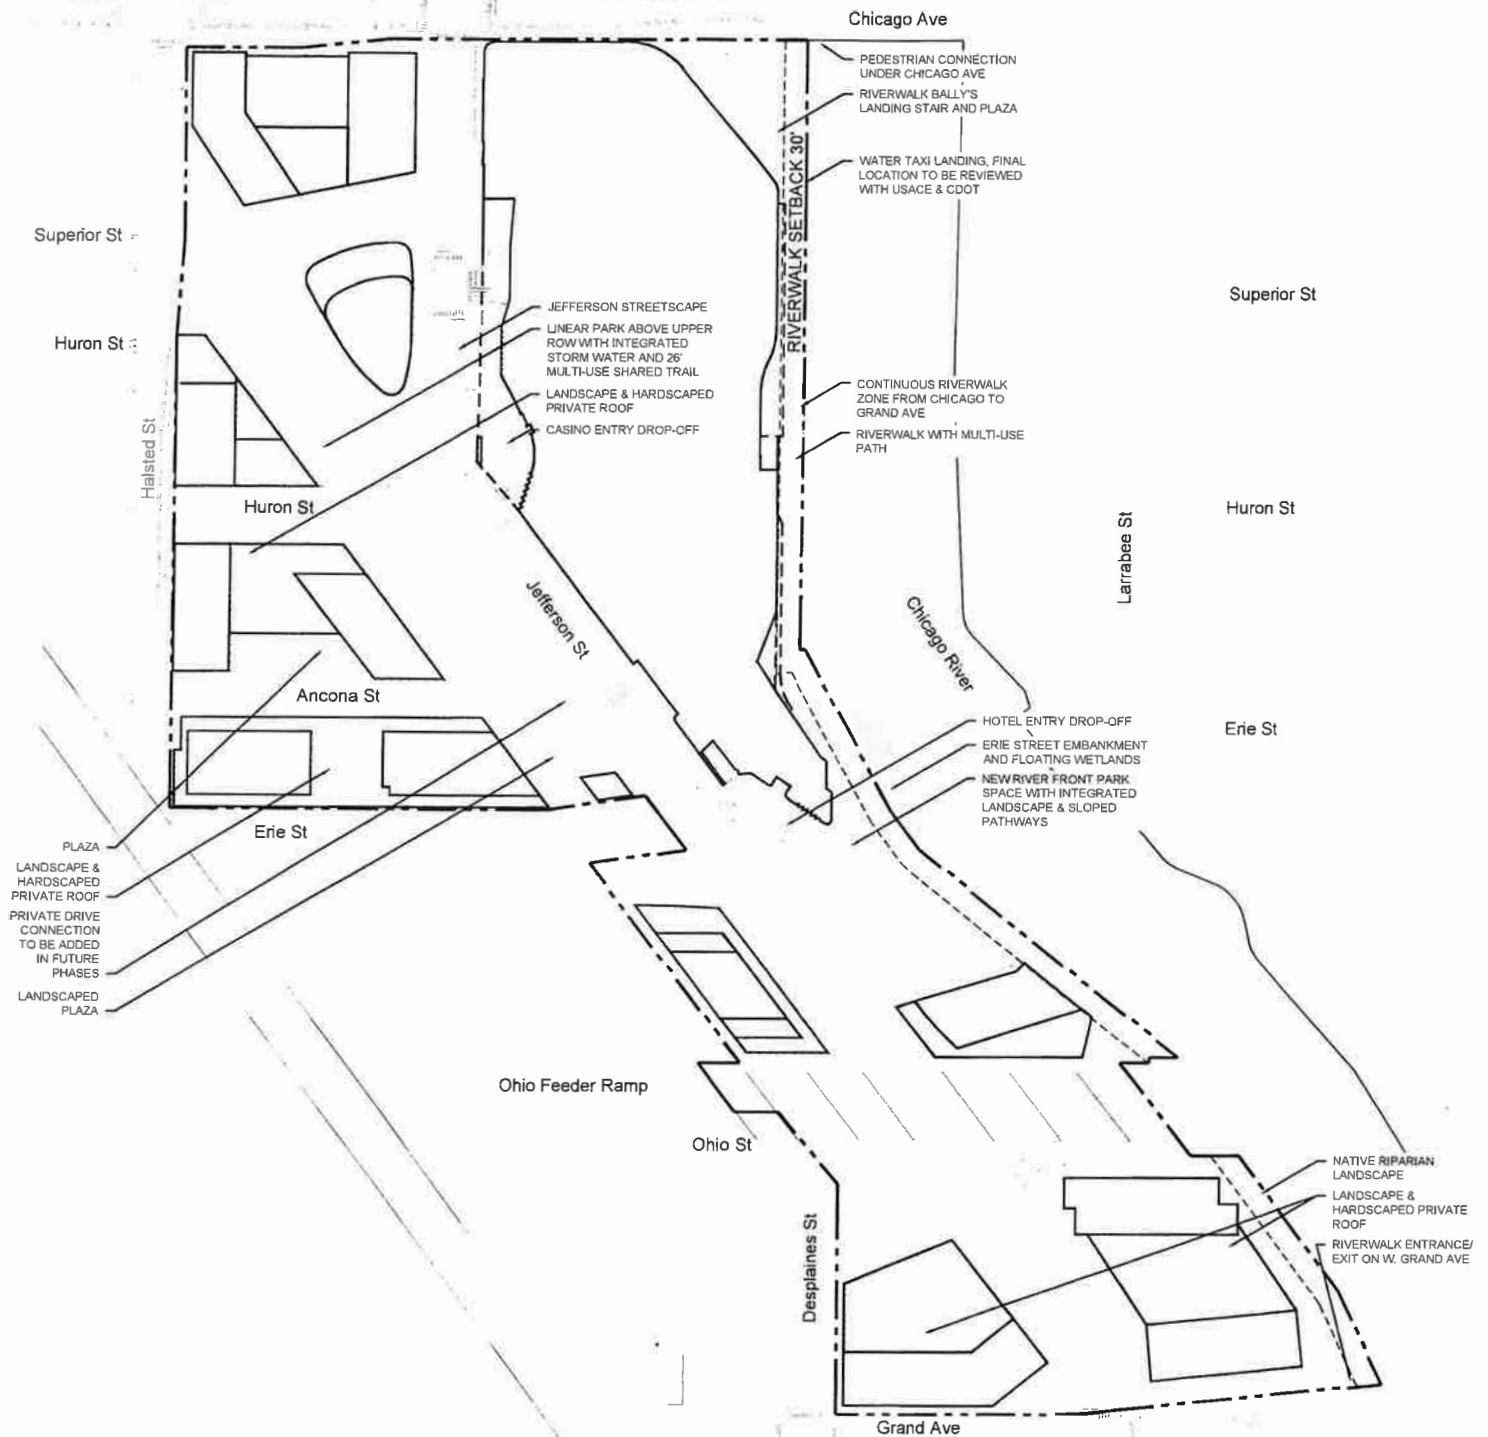 Chicago Ave
PEDESTRIAN CONNECTION
UNDER CHICAGO AVE
RIVERWALK BALLY'S
LANDING STAIR AND PLAZA
RIVERWALK SETBACK 30'
WATER TAXI LANDING, FINAL
LOCATION TO BE REVIEWED
WITH USACE & CDOT
Superior St
Superior St
JEFFERSON STREETSCAPE
LINEAR PARK ABOVE UPPER
ROW WITH INTEGRATED
STORM WATER AND 26'
MULTI-USE SHARED TRAIL
Huron St
LANDSCAPE & HARDSCAPED
PRIVATE ROOF
CASINO ENTRY DROP-OFF
CONTINUOUS RIVERWALK
ZONE FROM CHICAGO TO
GRAND AVE
RIVERWALK WITH MULTI-USE
PATH
Halsted St
Huron St
Huron St
Larrabee St
Jefferson St
Chicago River
Ancona St
HOTEL ENTRY DROP-OFF
ERIE STREET EMBANKMENT
AND FLOATING WETLANDS
NEW RIVER FRONT PARK
SPACE WITH INTEGRATED
LANDSCAPE & SLOPED
PATHWAYS
Erie St
Erie St
PLAZA
LANDSCAPE &
HARDSCAPED
PRIVATE ROOF
PRIVATE DRIVE
CONNECTION
TO BE ADDED
IN FUTURE
PHASES
LANDSCAPED
PLAZA
Ohio Feeder Ramp
Ohio St
NATIVE RIPARIAN
LANDSCAPE
LANDSCAPE &
HARDSCAPED PRIVATE
ROOF
RIVERWALK ENTRANCE/
EXIT ON W. GRAND AVE
Desplaines St
Grand Ave